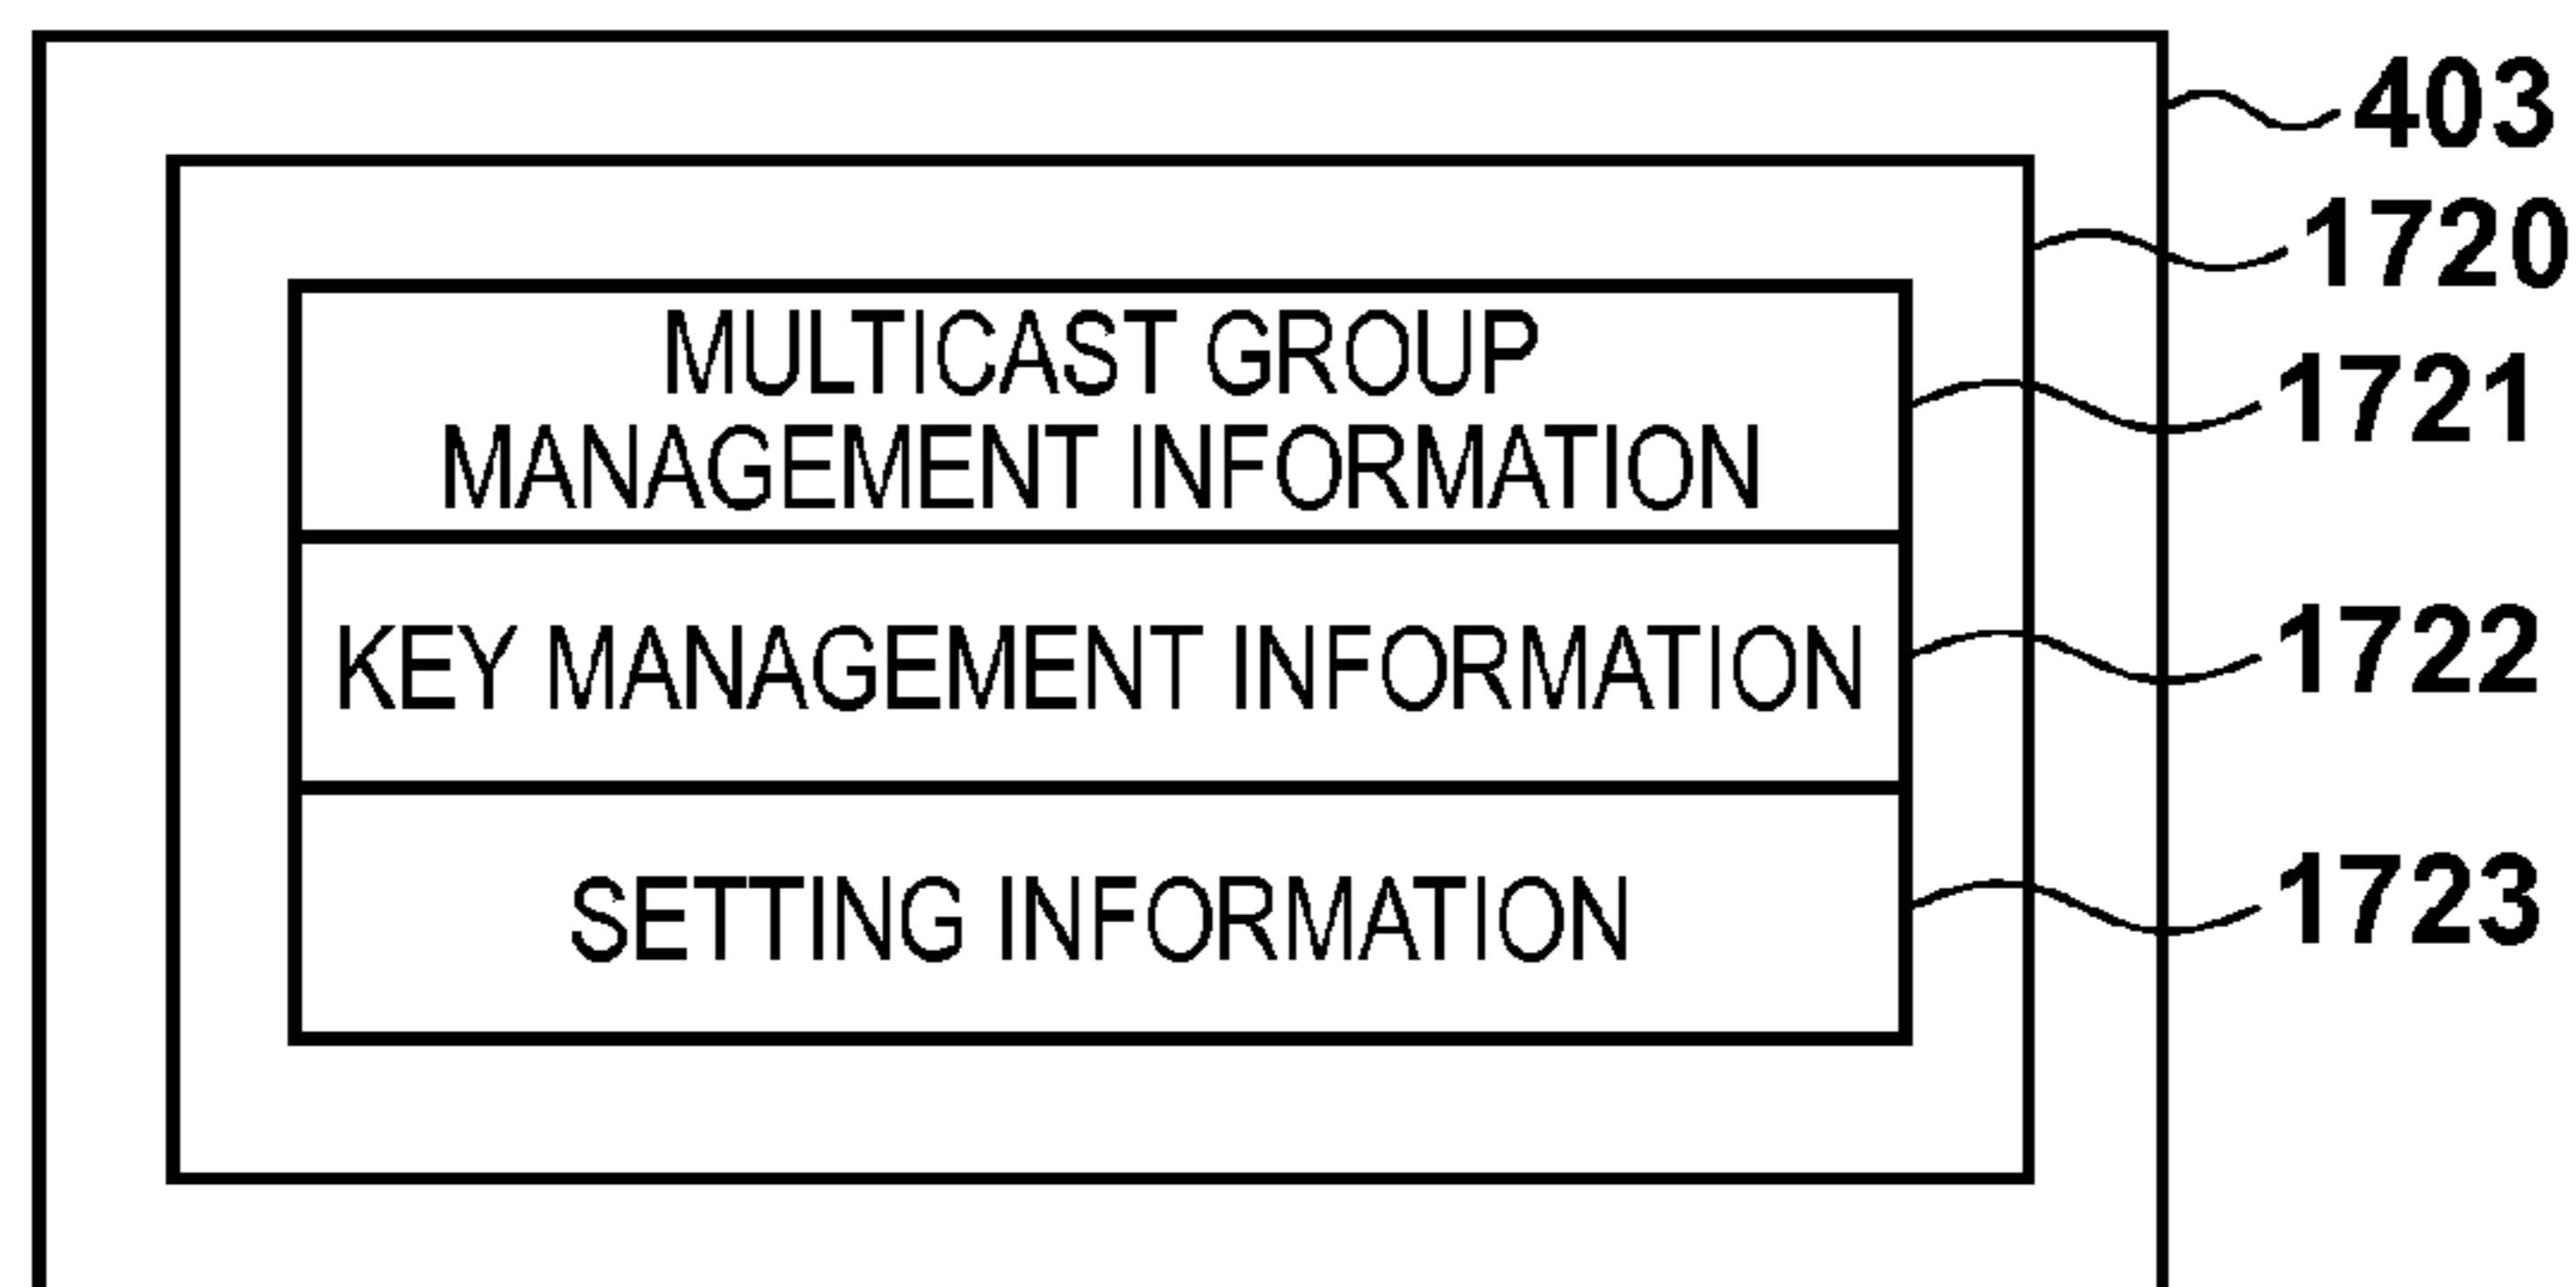 403
1720
MULTICAST GROUP
MANAGEMENT INFORMATION
1721
KEY MANAGEMENT INFORMATION
1722
SETTING INFORMATION
1723